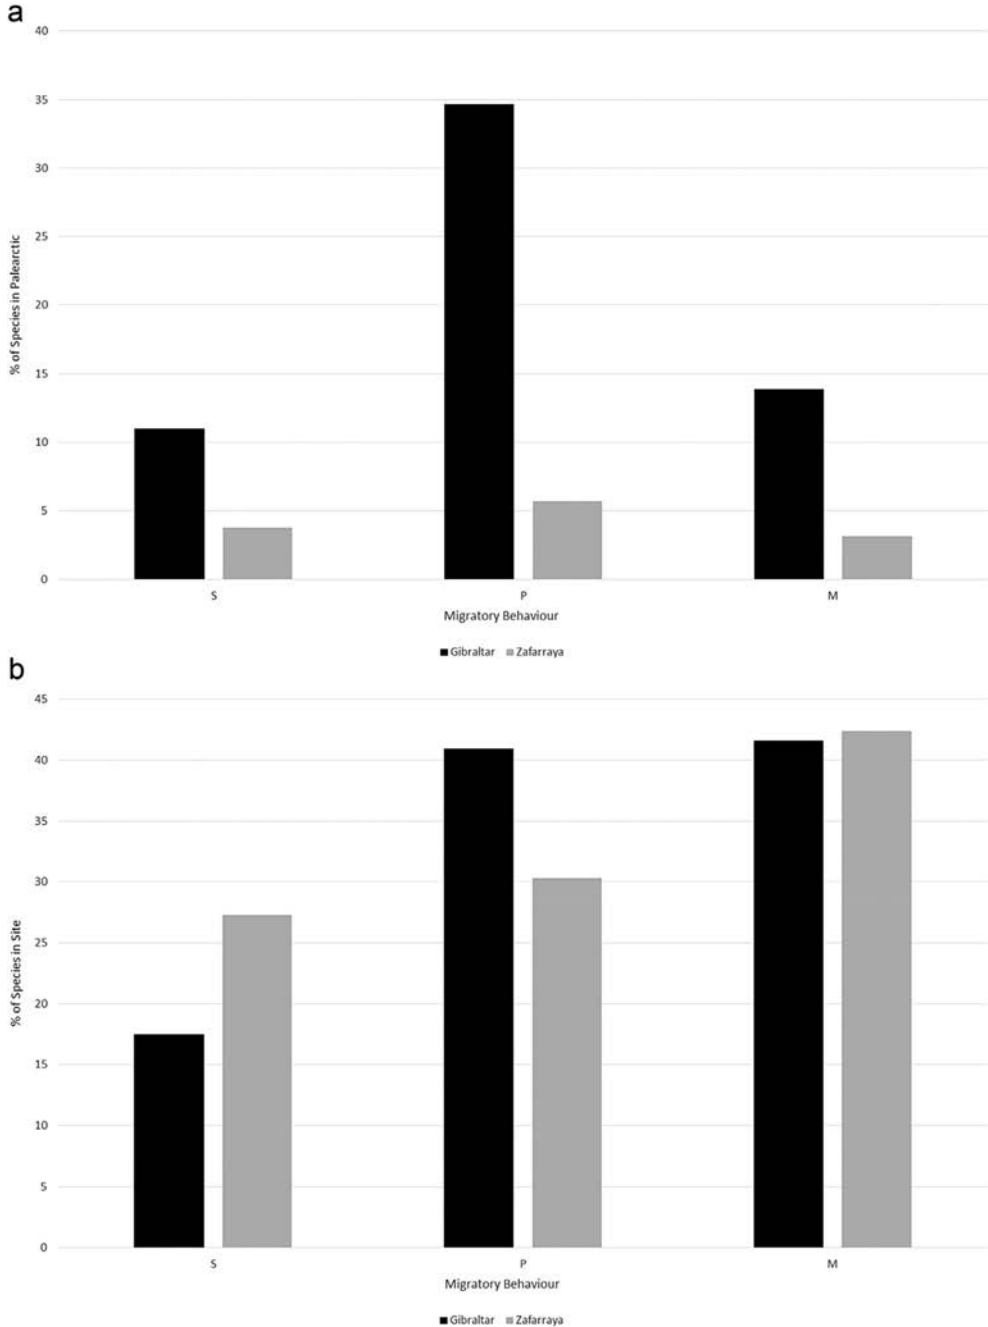 a
40
35
30
25
20
15
10
5
0
% of Species in Palearctic
S P M
Migratory Behaviour
Gibraltar Zafarraya
b
45
40
35
30
25
20
15
10
5
0
% of Species in Site
S P M
Migratory Behaviour
Gibraltar Zafarraya